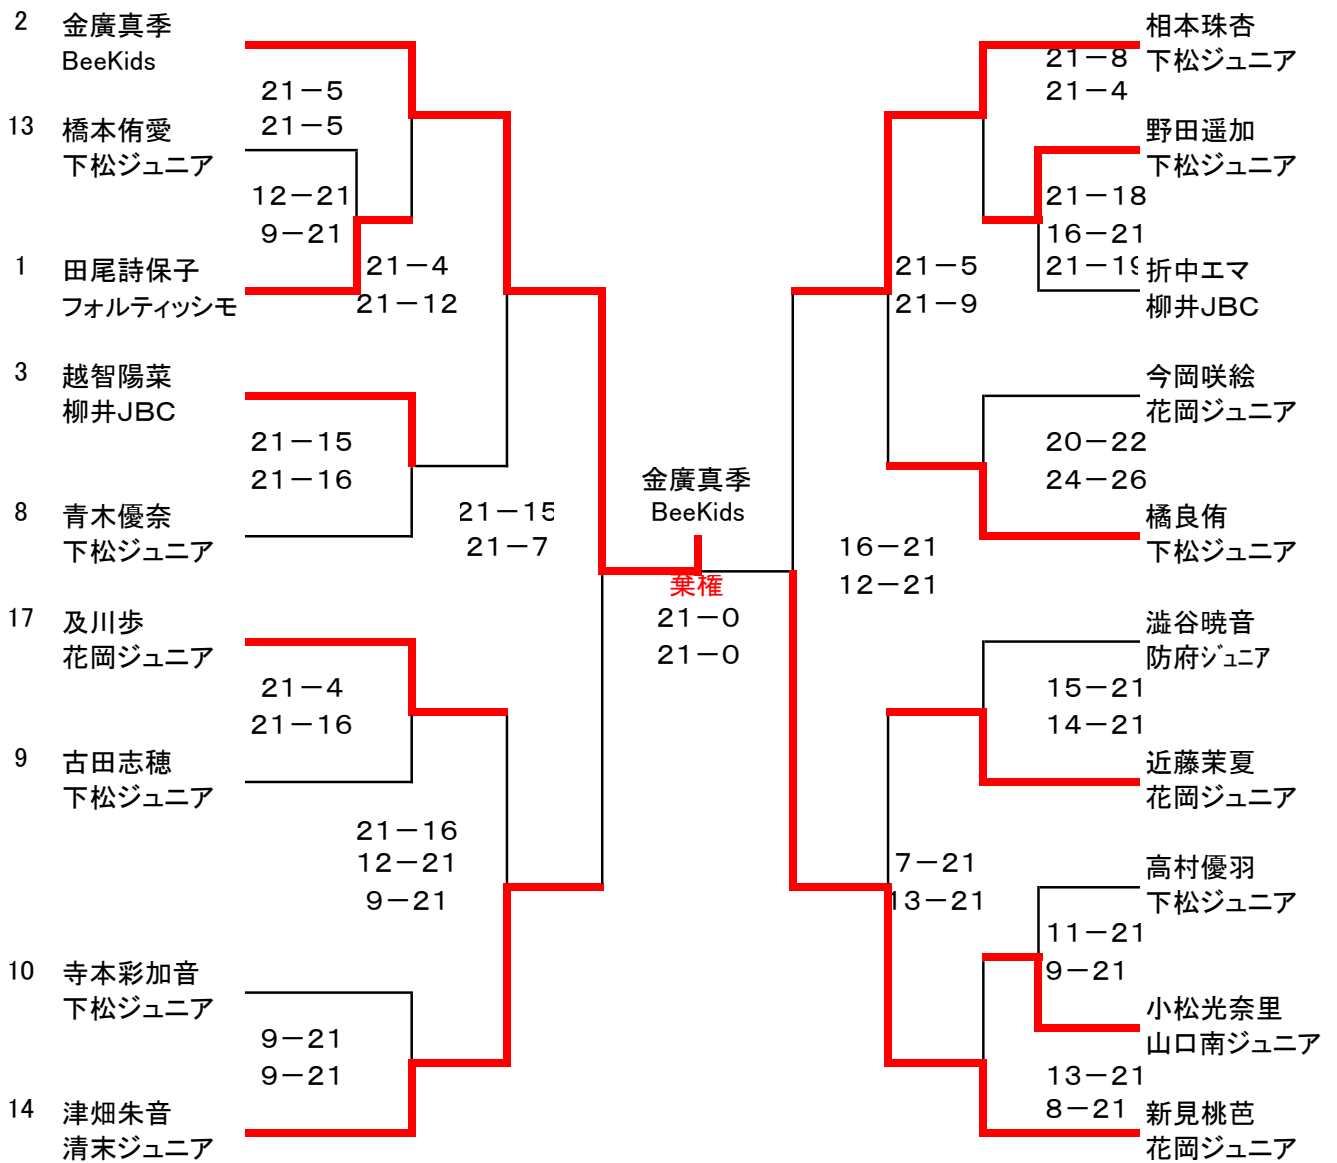 2 金廣真季
BeeKids
21－5
21－5
13 橋本侑愛
下松ジュニア
12－21
9－21
1 田尾詩保子
フォルティッシモ
21－4
21－12
3 越智陽菜
柳井JBC
21－15
21－16
8 青木優奈
下松ジュニア
21－15
21－7
17 及川歩
花岡ジュニア
21－4
21－16
9 古田志穂
下松ジュニア
21－16
12－21
9－21
10 寺本彩加音
下松ジュニア
9－21
9－21
14 津畑朱音
清末ジュニア
金廣真季
BeeKids
棄権
21－0
21－0
相本珠杏
下松ジュニア
21－8
21－4
野田遥加
下松ジュニア
21－18
16－21
21－19
折中エマ
柳井JBC
21－5
21－9
今岡咲絵
花岡ジュニア
20－22
24－26
橘良侑
下松ジュニア
16－21
12－21
澁谷暁音
防府ジュニア
15－21
14－21
近藤茉夏
花岡ジュニア
7－21
13－21
高村優羽
下松ジュニア
11－21
9－21
小松光奈里
山口南ジュニア
13－21
8－21
新見桃芭
花岡ジュニア